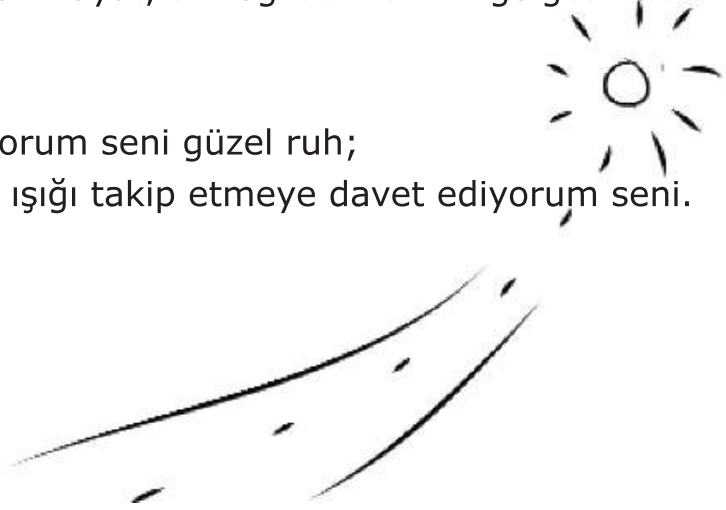 orum seni güzel ruh;
ışığı takip etmeye davet ediyorum seni.